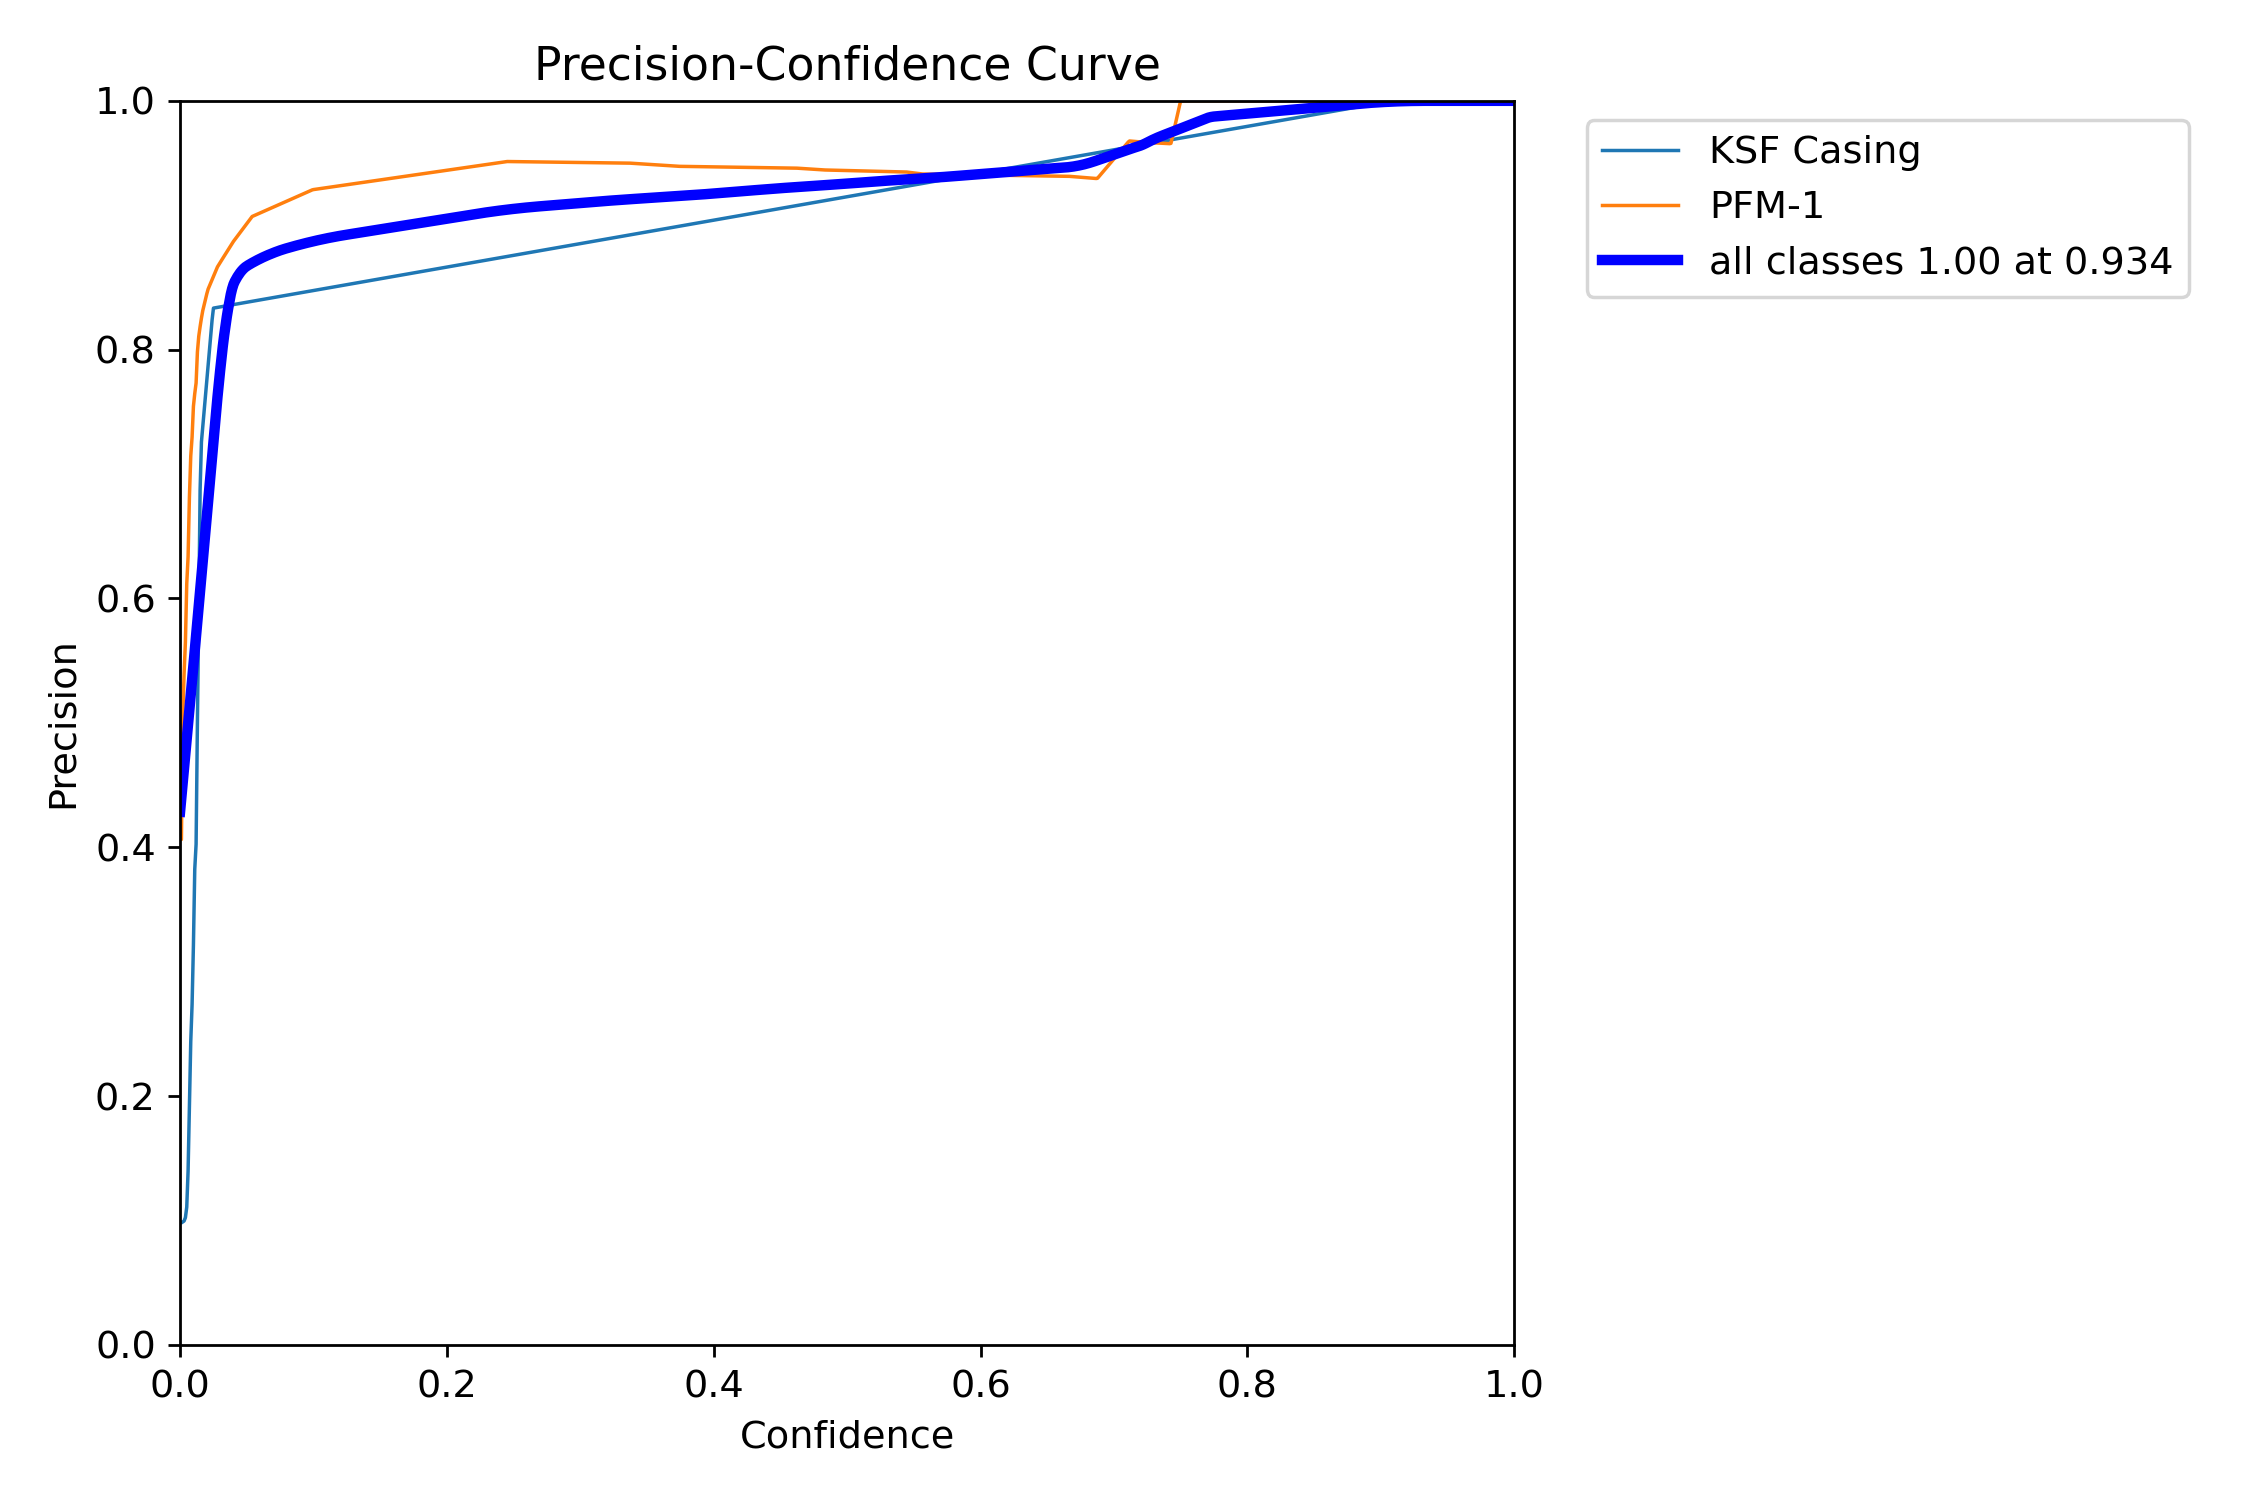 Precision-Confidence Curve
1.0
0.8
0.6
0.4
0.2
0.0
Precision
0.0 0.2 0.4 0.6 0.8 1.0
Confidence
KSF Casing
PFM-1
all classes 1.00 at 0.934